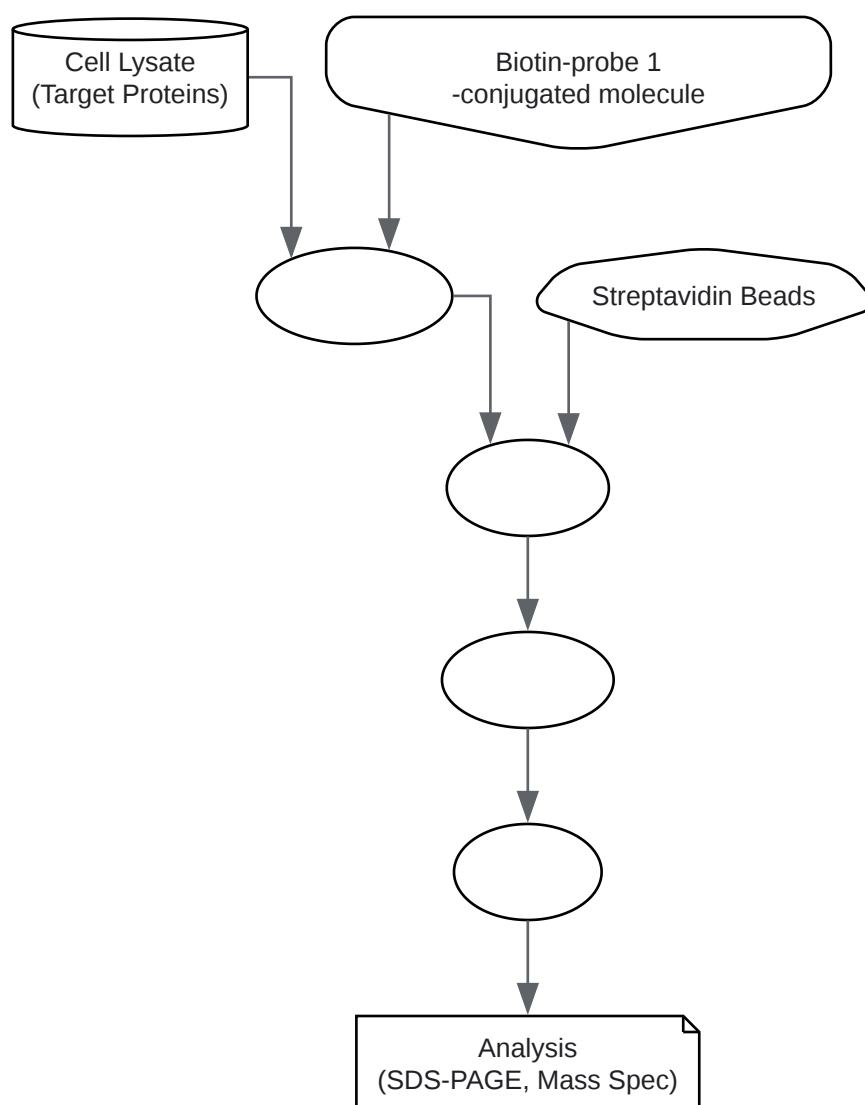 Cell Lysate
(Target Proteins)
Biotin-probe 1
-conjugated molecule
Streptavidin Beads
Analysis
(SDS-PAGE, Mass Spec)